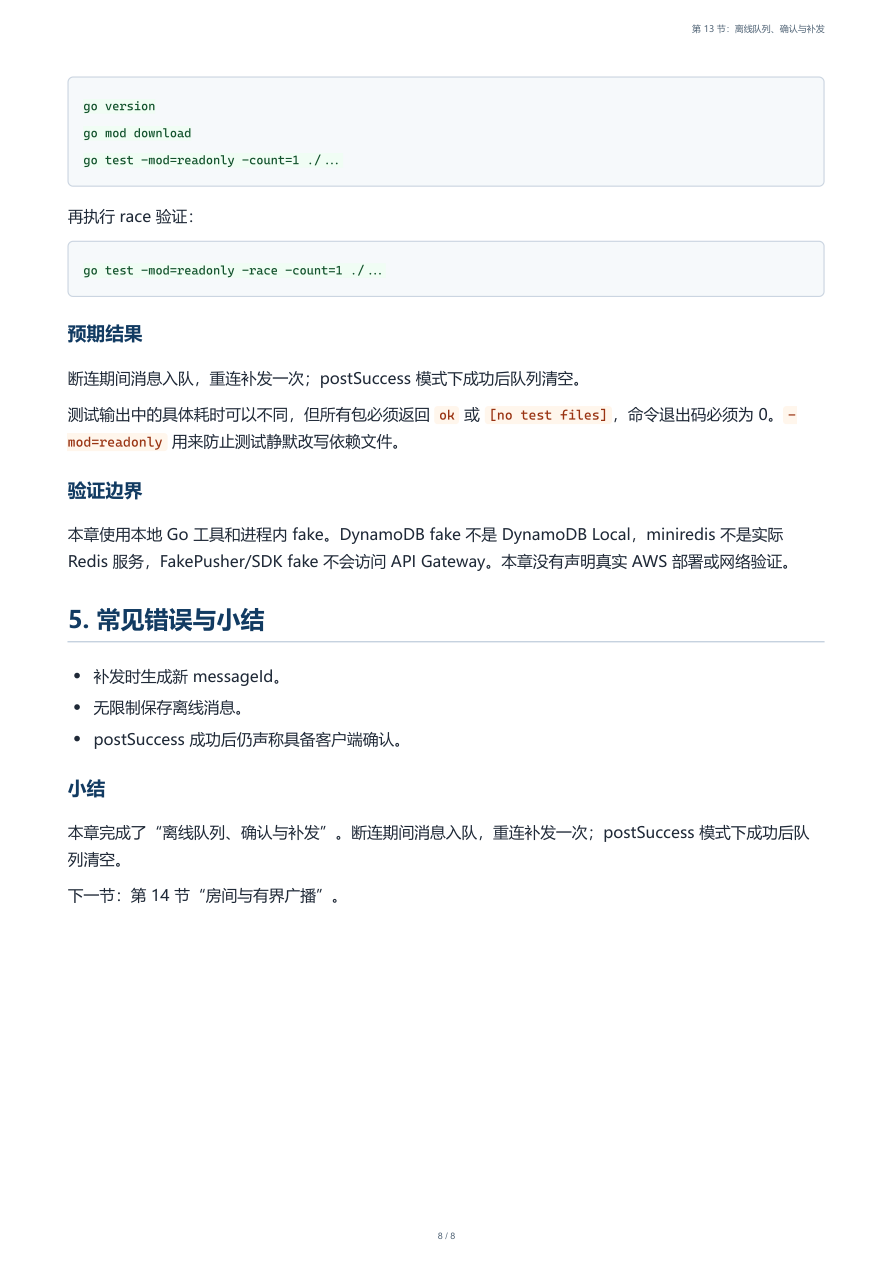 第 13 节：离线队列、确认与补发
go version
go mod download
go test -mod=readonly -count=1 ./...
再执行 race 验证：
go test -mod=readonly -race -count=1 ./...
预期结果
断连期间消息入队，重连补发一次；postSuccess 模式下成功后队列清空。
测试输出中的具体耗时可以不同，但所有包必须返回 ok 或 [no test files]，命令退出码必须为 0。-
mod=readonly 用来防止测试静默改写依赖文件。
验证边界
本章使用本地 Go 工具和进程内 fake。DynamoDB fake 不是 DynamoDB Local，miniredis 不是实际
Redis 服务，FakePusher/SDK fake 不会访问 API Gateway。本章没有声明真实 AWS 部署或网络验证。
5. 常见错误与小结
• 补发时生成新 messageId。
• 无限制保存离线消息。
• postSuccess 成功后仍声称具备客户端确认。
小结
本章完成了“离线队列、确认与补发”。断连期间消息入队，重连补发一次；postSuccess 模式下成功后队
列清空。
下一节：第 14 节“房间与有界广播”。
8 / 8